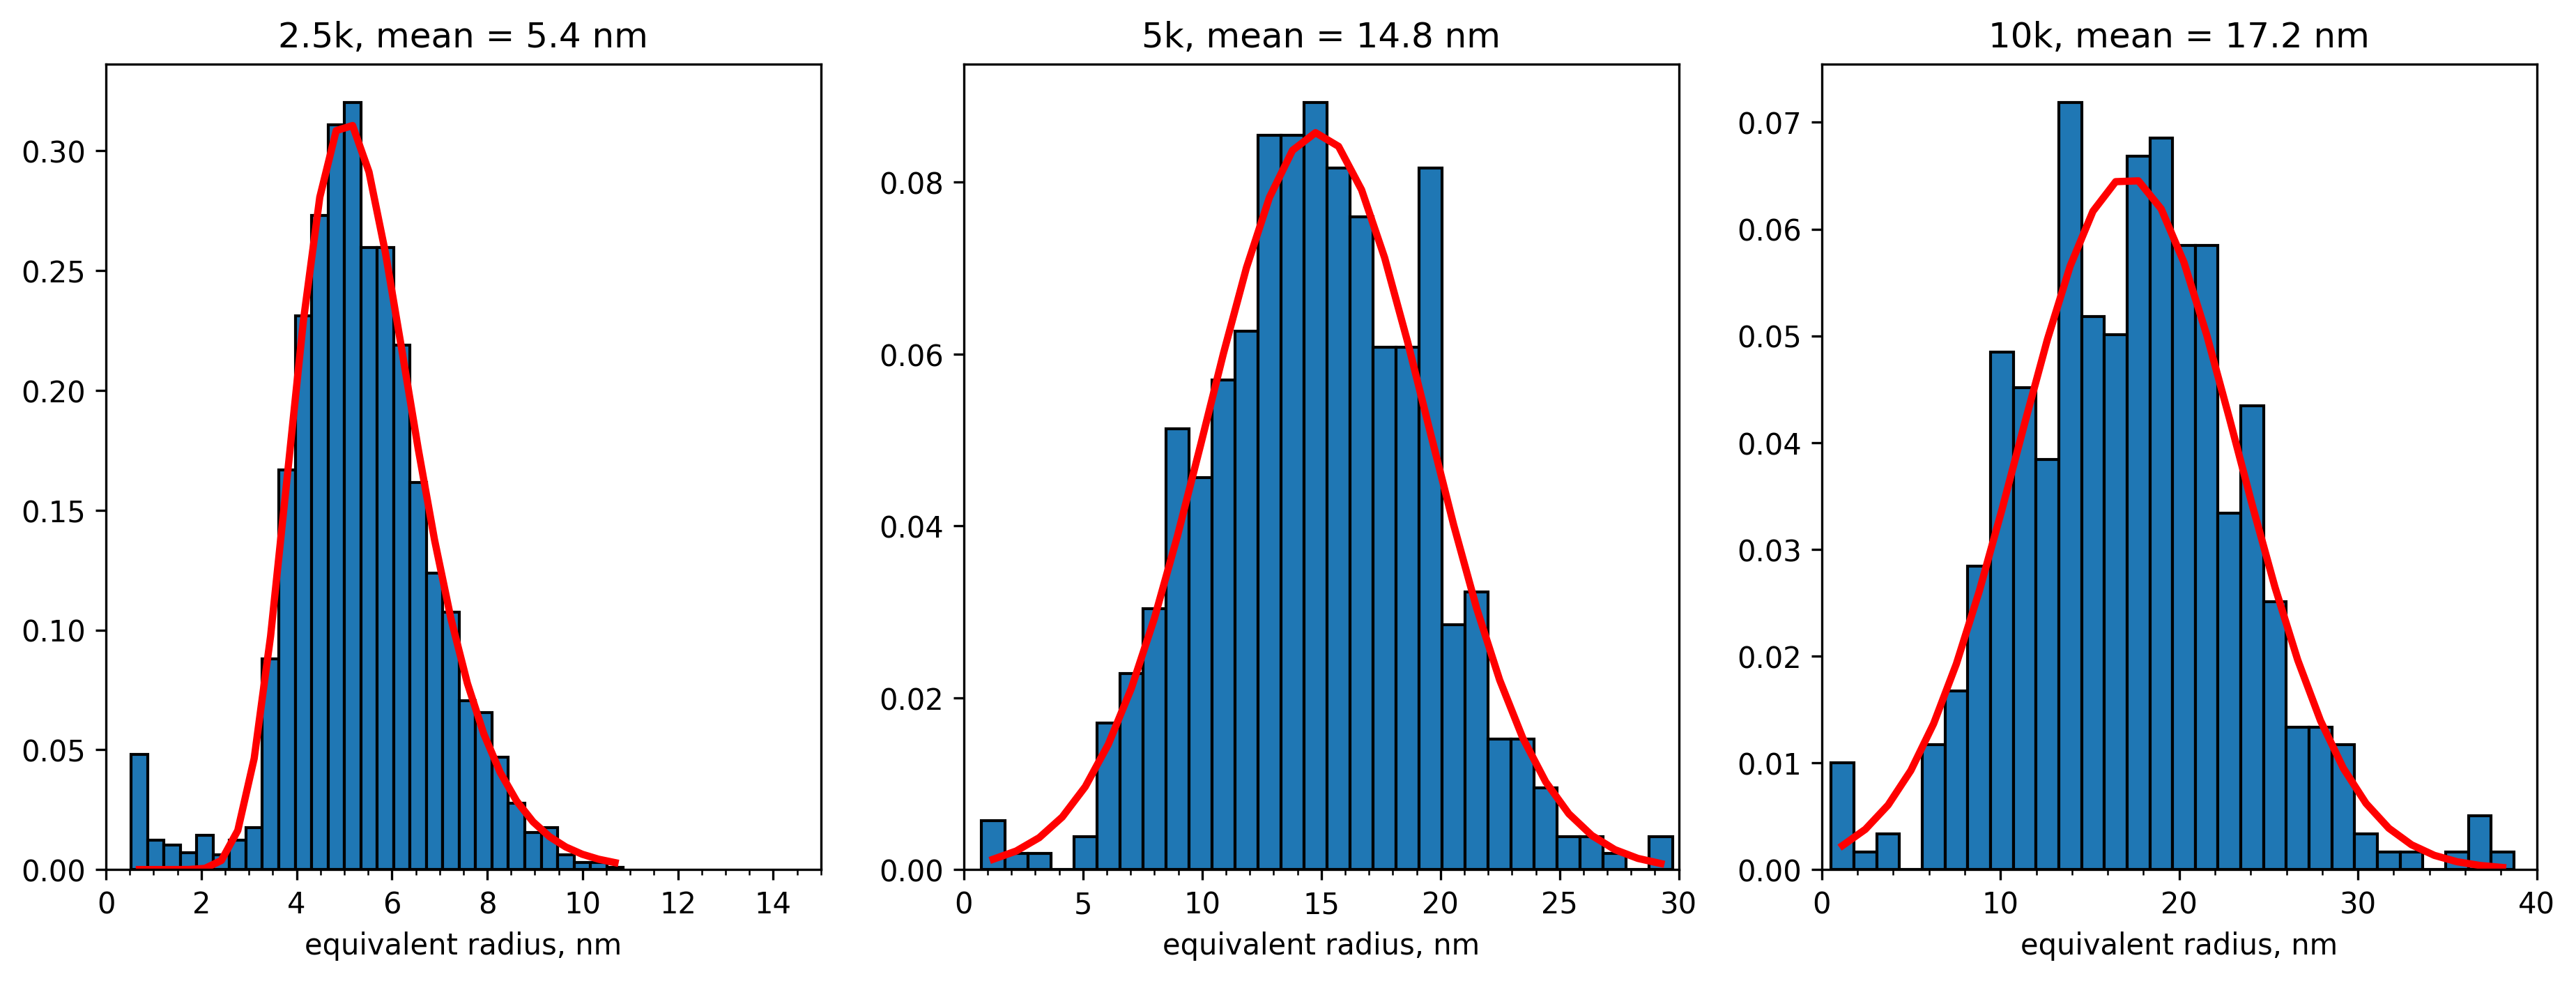 2.5k, mean = 5.4 nm
0.30
0.25
0.20
0.15
0.10
0.05
0.00
0 2 4 6 8 10 12 14
equivalent radius, nm
5k, mean = 14.8 nm
0.08
0.06
0.04
0.02
0.00
0 5 10 15 20 25 30
equivalent radius, nm
10k, mean = 17.2 nm
0.07
0.06
0.05
0.04
0.03
0.02
0.01
0.00
0 10 20 30 40
equivalent radius, nm